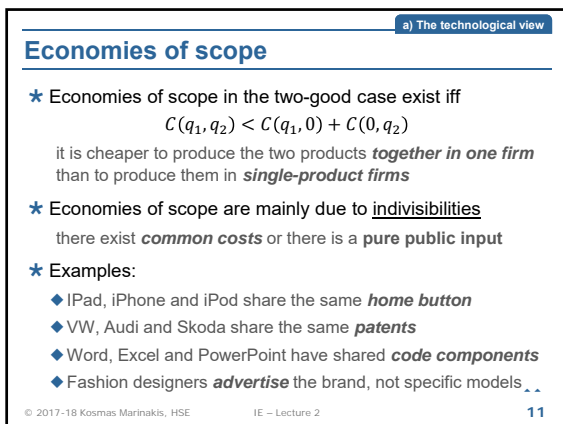 a) The technological view
Economies of scope
* Economies of scope in the two-good case exist iff
C(q₁, q₂) < C(q₁, 0) + C(0, q₂)
it is cheaper to produce the two products together in one firm
than to produce them in single-product firms
* Economies of scope are mainly due to indivisibilities
there exist common costs or there is a pure public input
* Examples:
◆ IPad, iPhone and iPod share the same home button
◆ VW, Audi and Skoda share the same patents
◆ Word, Excel and PowerPoint have shared code components
◆ Fashion designers advertise the brand, not specific models
© 2017-18 Kosmas Marinakis, HSE IE – Lecture 2 11